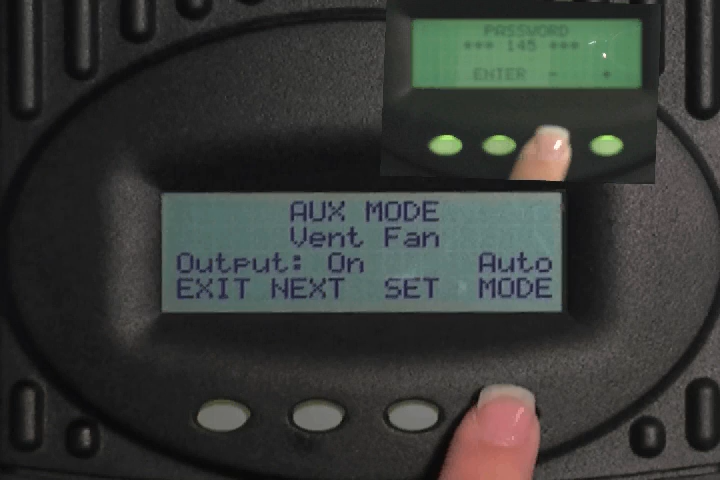 PASSWORD
*** 145 ***
ENTER - +
AUX MODE
Vent Fan
Output: On Auto
EXIT NEXT SET MODE